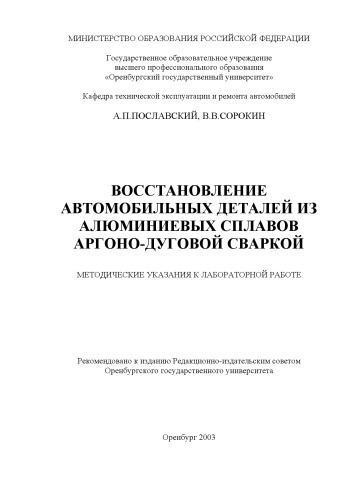 МИНИСТЕРСТВО ОБРАЗОВАНИЯ РОССИЙСКОЙ ФЕДЕРАЦИИ
Государственное образовательное учреждение
высшего профессионального образования
«Оренбургский государственный университет»
Кафедра технической эксплуатации и ремонта автомобилей
А.П.ПОСЛАВСКИЙ, В.В.СОРОКИН
ВОССТАНОВЛЕНИЕ
АВТОМОБИЛЬНЫХ ДЕТАЛЕЙ ИЗ
АЛЮМИНИЕВЫХ СПЛАВОВ
АРГОНО-ДУГОВОЙ СВАРКОЙ
МЕТОДИЧЕСКИЕ УКАЗАНИЯ К ЛАБОРАТОРНОЙ РАБОТЕ
Рекомендовано к изданию Редакционно-издательским советом
Оренбургского государственного университета
Оренбург 2003